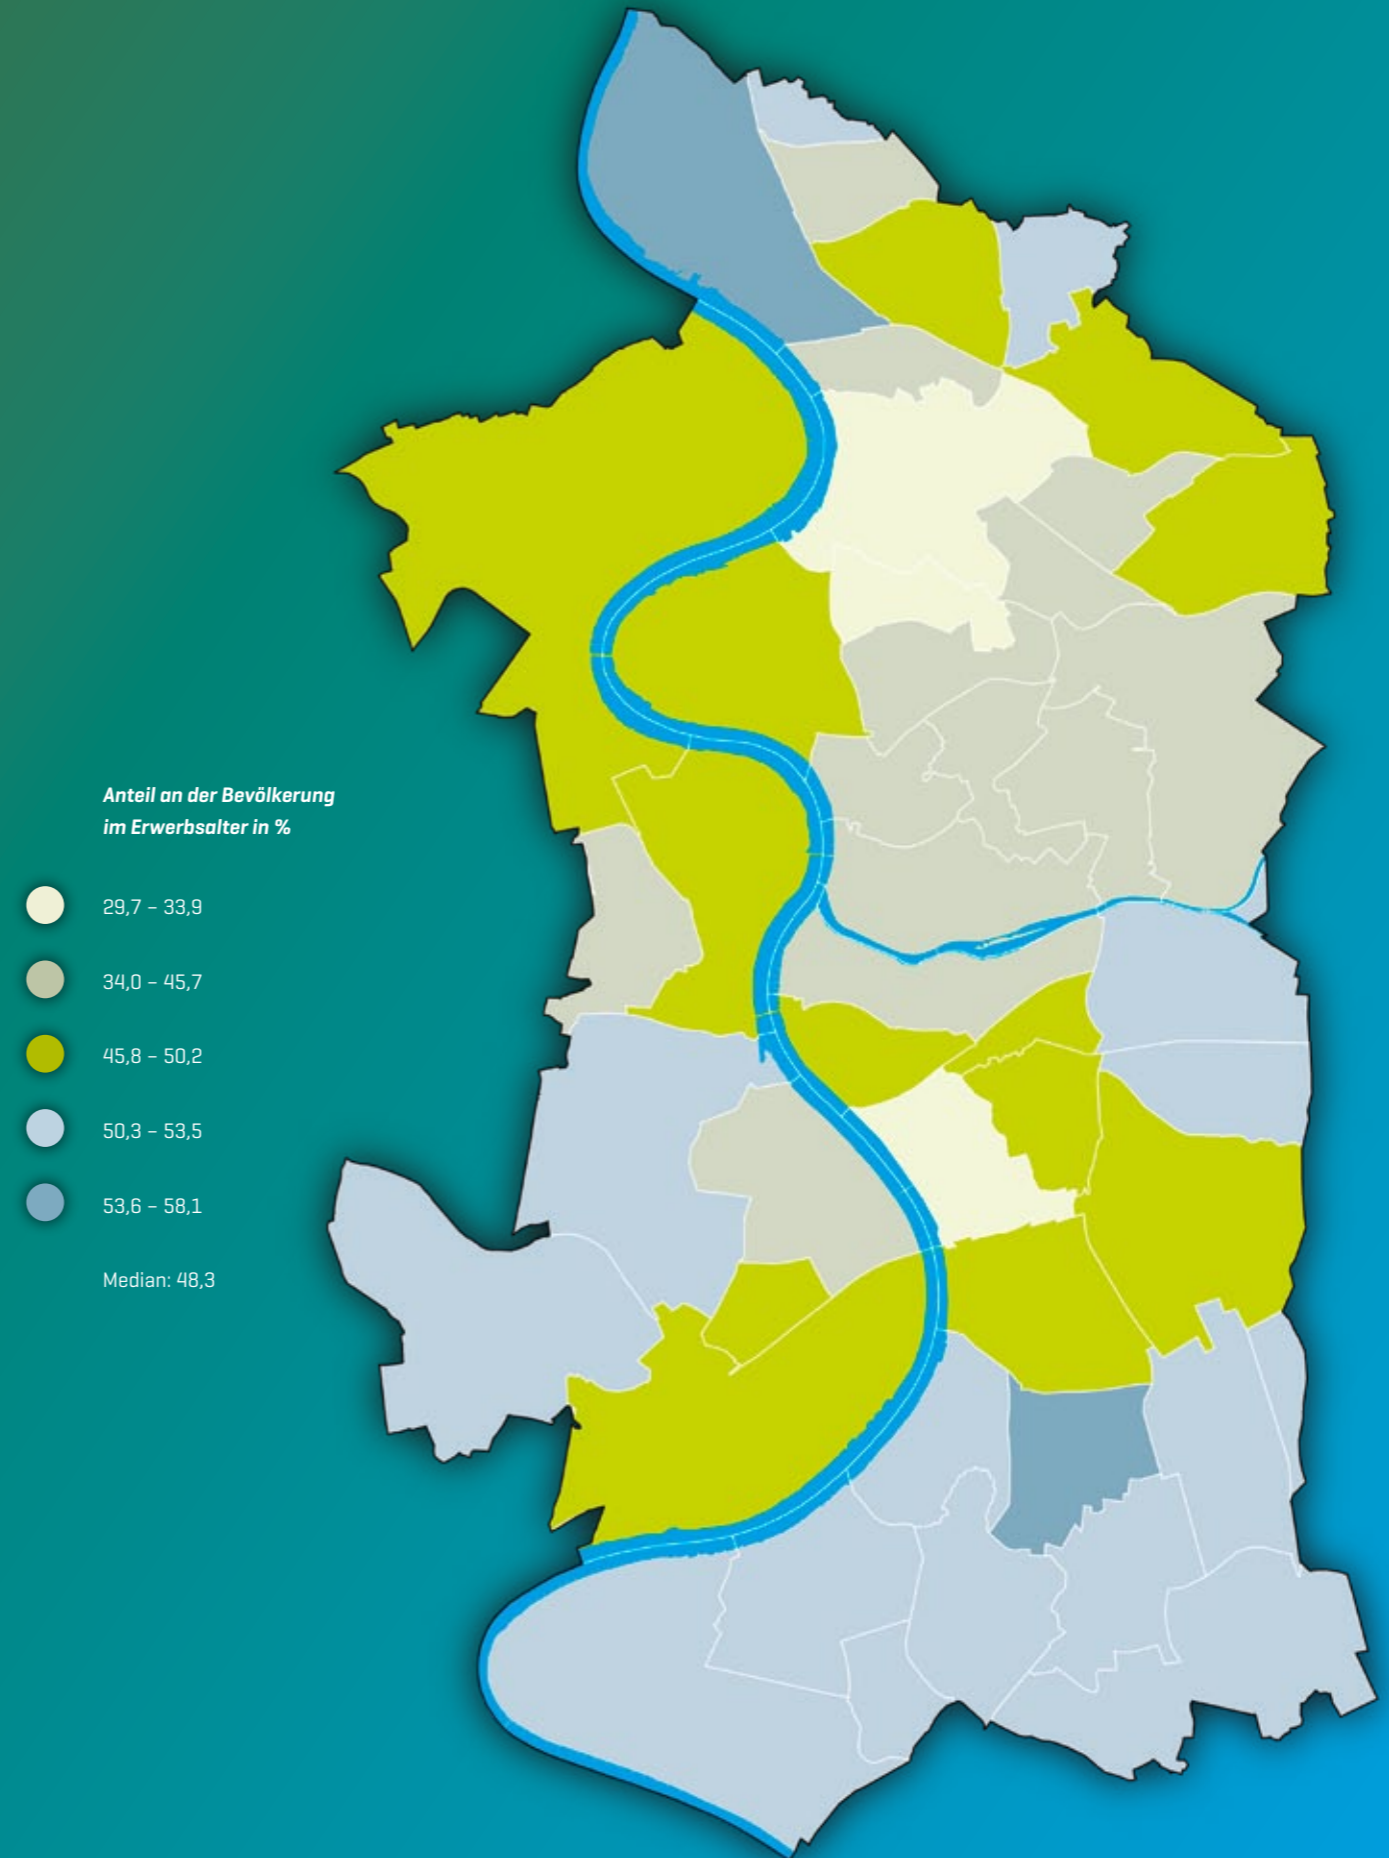 Anteil an der Bevölkerung
im Erwerbsalter in %
29,7 – 33,9
34,0 – 45,7
45,8 – 50,2
50,3 – 53,5
53,6 – 58,1
Median: 48,3